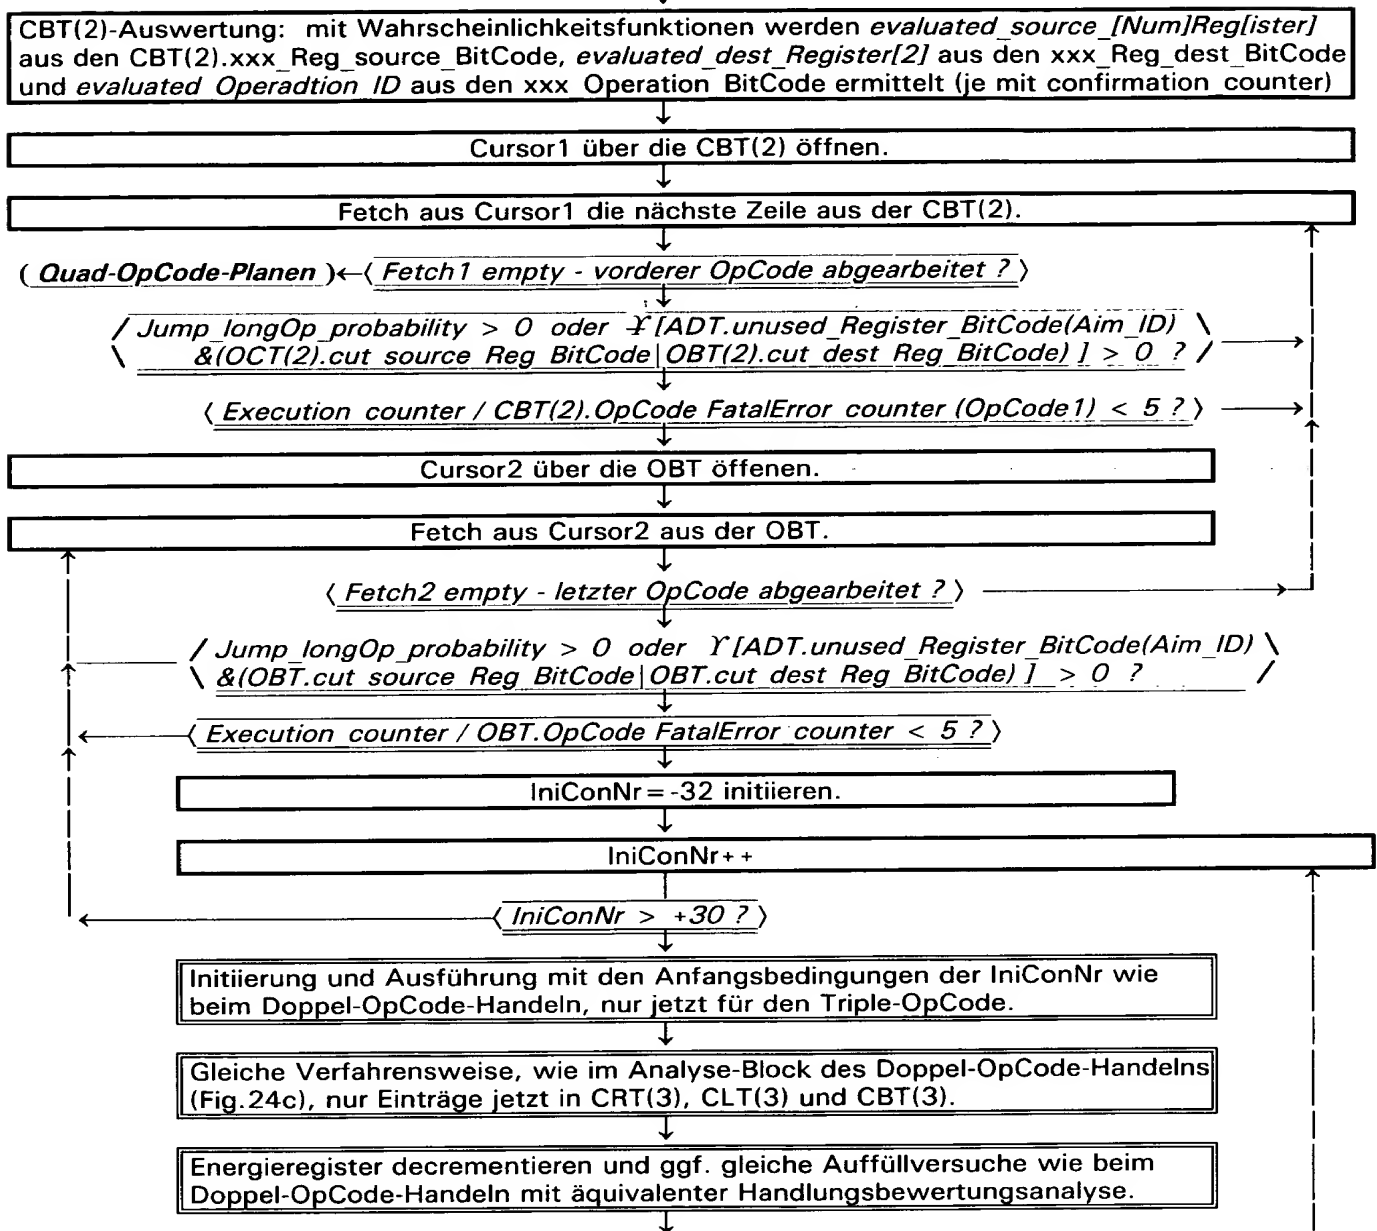 CBT(2)-Auswertung: mit Wahrscheinlichkeitsfunktionen werden evaluated_source_[Num]Reg[ister]
aus den CBT(2).xxx_Reg_source_BitCode, evaluated_dest_Register[2] aus den xxx_Reg_dest_BitCode
und evaluated_Operadtion_ID aus den xxx_Operation_BitCode ermittelt (je mit confirmation_counter)
Cursor1 über die CBT(2) öffnen.
Fetch aus Cursor1 die nächste Zeile aus der CBT(2).
( Quad-OpCode-Planen )←⟨ Fetch1 empty - vorderer OpCode abgearbeitet ? ⟩
/ Jump_longOp_probability > 0 oder ϒ[ADT.unused_Register_BitCode(Aim_ID) \
\ &(OCT(2).cut_source_Reg_BitCode|OBT(2).cut_dest_Reg_BitCode) ] > 0 ? /
⟨ Execution_counter / CBT(2).OpCode_FatalError_counter (OpCode1) < 5 ? ⟩
Cursor2 über die OBT öffenen.
Fetch aus Cursor2 aus der OBT.
⟨ Fetch2 empty - letzter OpCode abgearbeitet ? ⟩
/ Jump_longOp_probability > 0 oder ϒ[ADT.unused_Register_BitCode(Aim_ID) \
\ &(OBT.cut_source_Reg_BitCode|OBT.cut_dest_Reg_BitCode) ] > 0 ? /
⟨ Execution_counter / OBT.OpCode_FatalError_counter < 5 ? ⟩
IniConNr = -32 initiieren.
IniConNr++
⟨ IniConNr > +30 ? ⟩
Initiierung und Ausführung mit den Anfangsbedingungen der IniConNr wie
beim Doppel-OpCode-Handeln, nur jetzt für den Triple-OpCode.
Gleiche Verfahrensweise, wie im Analyse-Block des Doppel-OpCode-Handelns
(Fig.24c), nur Einträge jetzt in CRT(3), CLT(3) und CBT(3).
Energieregister decrementieren und ggf. gleiche Auffüllversuche wie beim
Doppel-OpCode-Handeln mit äquivalenter Handlungsbewertungsanalyse.